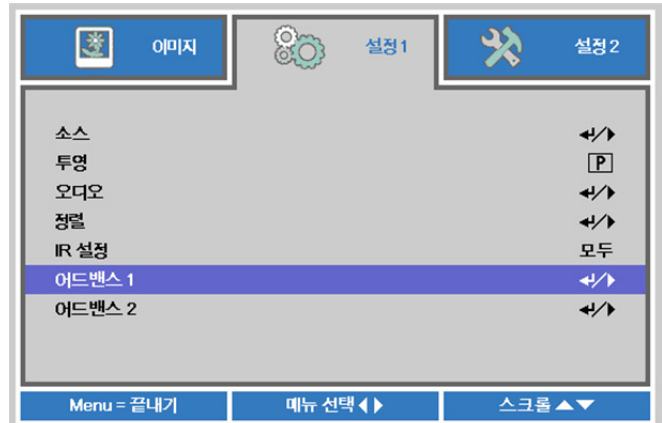 이미지 설정 1 설정 2
소스 ↵/▶
투영 P
오디오 ↵/▶
정렬 ↵/▶
IR 설정 모두
어드밴스 1 ↵/▶
어드밴스 2 ↵/▶
Menu = 끝내기 메뉴 선택 ◀▶ 스크롤 ▲▼